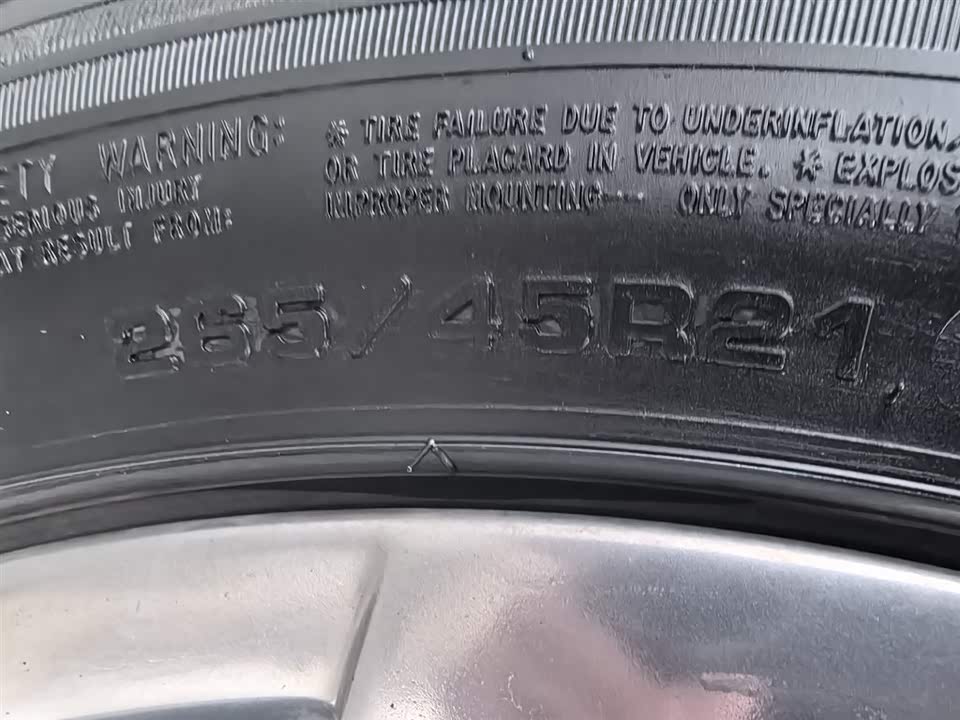 ETY WARNING:
SERIOUS INJURY
AY RESULT FROM:
* TIRE FAILURE DUE TO UNDERINFLATION
OR TIRE PLACARD IN VEHICLE. * EXPLOS
IMPROPER MOUNTING ONLY SPECIALLY
265/45R21